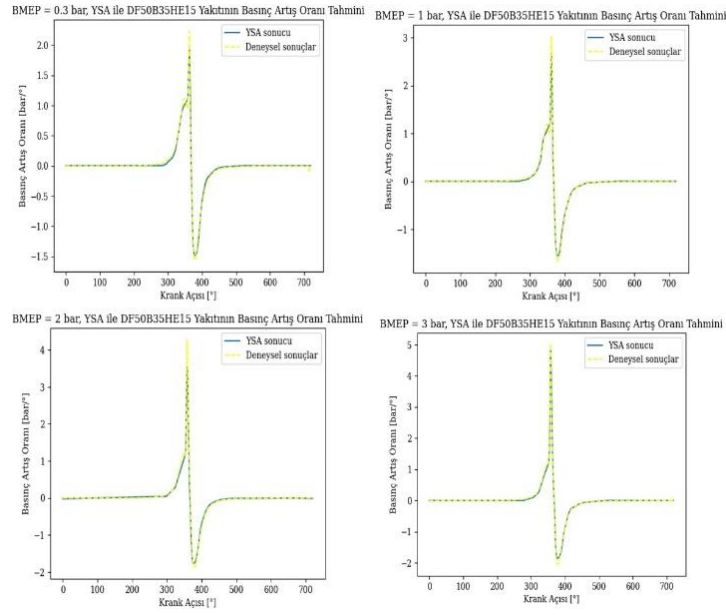 BMEP = 0.3 bar, YSA ile DF50B35HE15 Yakıtının Basınç Artış Oranı Tahmini
YSA sonucu
Deneysel sonuçlar
2.0
1.5
1.0
0.5
0.0
−0.5
−1.0
−1.5
Basınç Artış Oranı [bar/°]
0 100 200 300 400 500 600 700
Krank Açısı [°]
BMEP = 1 bar, YSA ile DF50B35HE15 Yakıtının Basınç Artış Oranı Tahmini
YSA sonucu
Deneysel sonuçlar
3
2
1
0
−1
Basınç Artış Oranı [bar/°]
0 100 200 300 400 500 600 700
Krank Açısı [°]
BMEP = 2 bar, YSA ile DF50B35HE15 Yakıtının Basınç Artış Oranı Tahmini
YSA sonucu
Deneysel sonuçlar
4
3
2
1
0
−1
−2
Basınç Artış Oranı [bar/°]
0 100 200 300 400 500 600 700
Krank Açısı [°]
BMEP = 3 bar, YSA ile DF50B35HE15 Yakıtının Basınç Artış Oranı Tahmini
YSA sonucu
Deneysel sonuçlar
5
4
3
2
1
0
−1
−2
Basınç Artış Oranı [bar/°]
0 100 200 300 400 500 600 700
Krank Açısı [°]